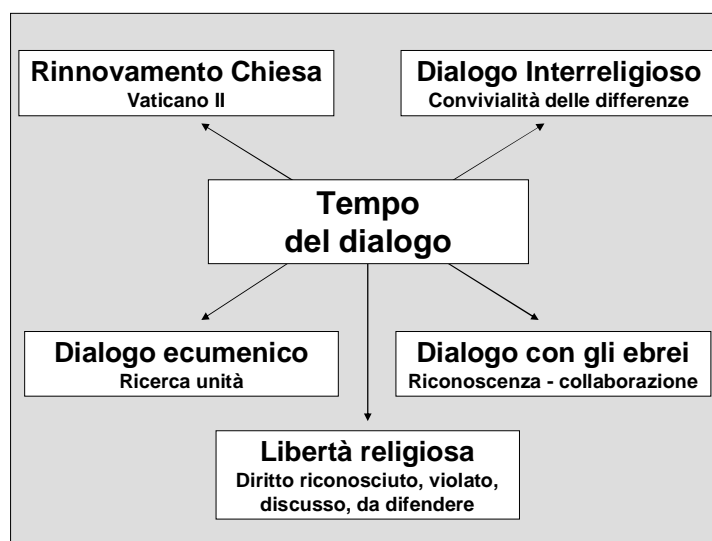 Rinnovamento Chiesa
Vaticano II
Dialogo Interreligioso
Convivialità delle differenze
Tempo
del dialogo
Dialogo ecumenico
Ricerca unità
Dialogo con gli ebrei
Riconoscenza - collaborazione
Libertà religiosa
Diritto riconosciuto, violato,
discusso, da difendere